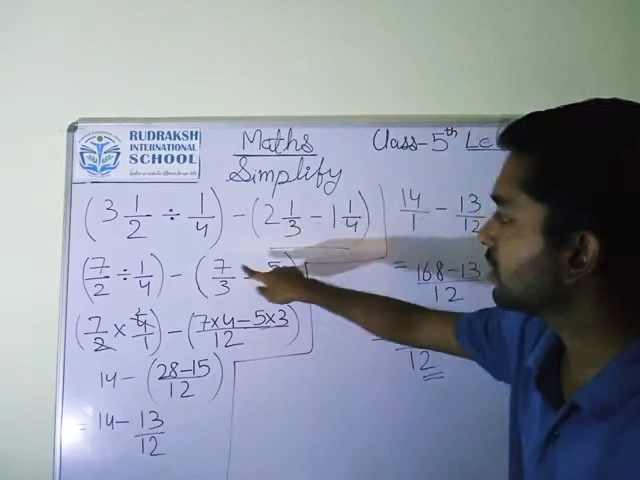 RUDRAKSH
INTERNATIONAL
SCHOOL
Maths
Class- 5th
Simplify
(3 1/2 ÷ 1/4) - (2 1/3 - 1 1/4)
(7/2 ÷ 1/4) - (7/3
(7/2 × 4/1) - (7×4-5×3/12)
14 - (28-15/12)
= 14 - 13/12
14/1 - 13/12
= 168-13/12
12